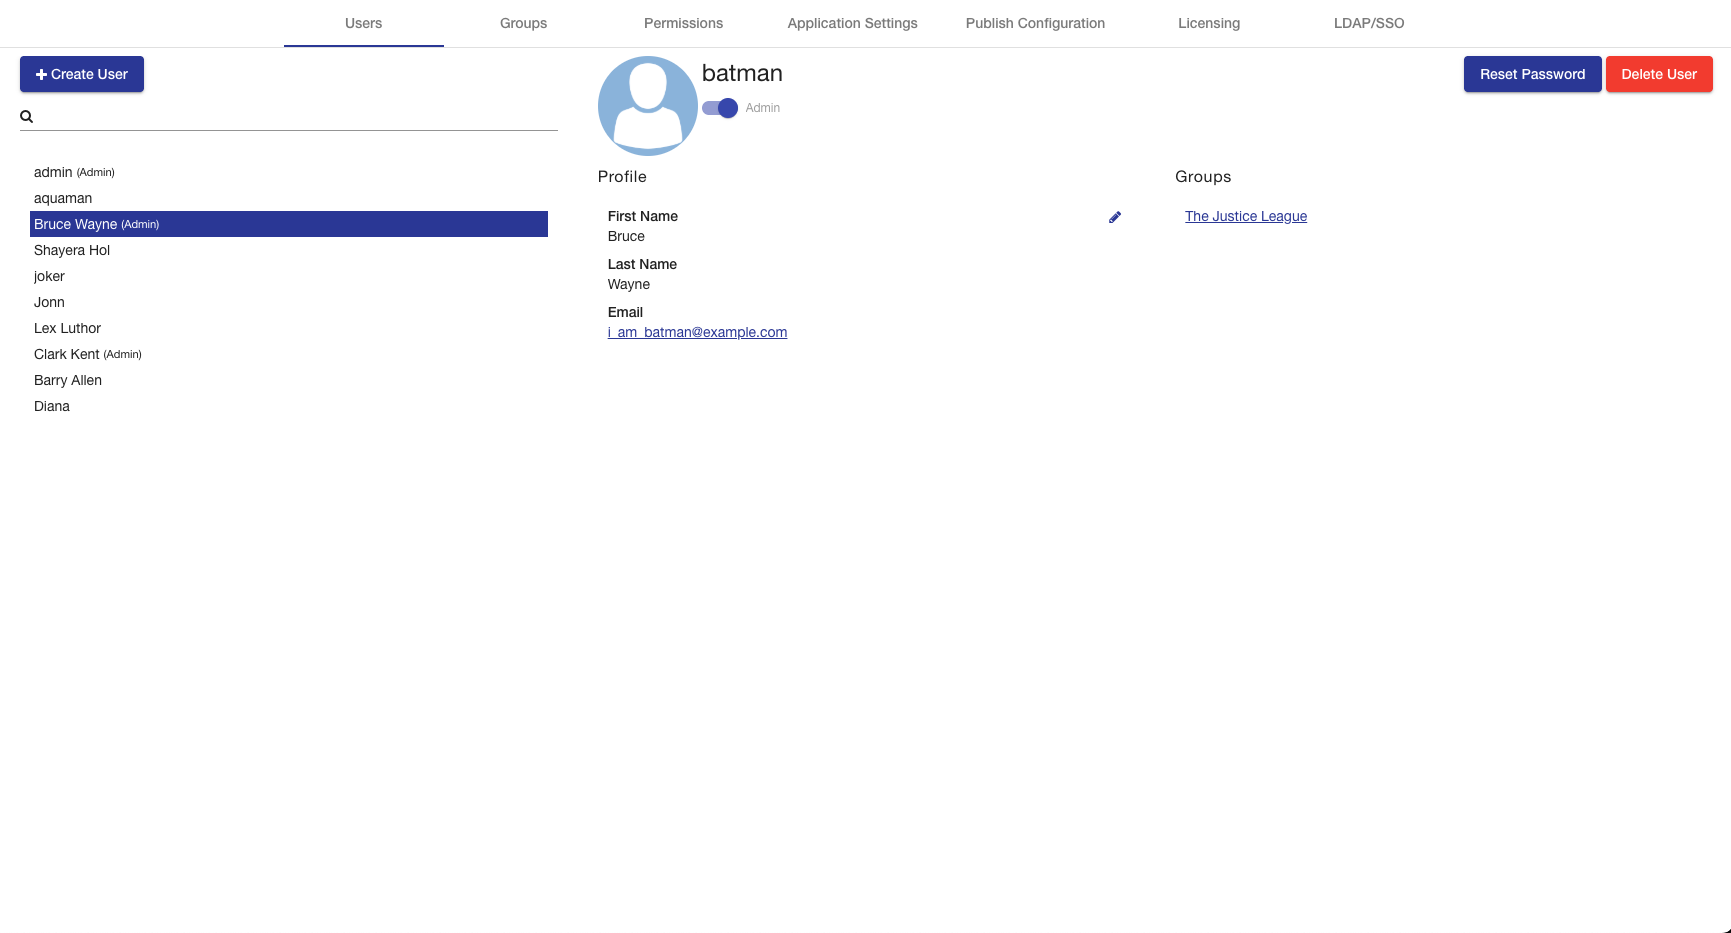 Users Groups Permissions Application Settings Publish Configuration Licensing LDAP/SSO
Create User
batman
Admin
Reset Password Delete User
admin (Admin)
aquaman
Bruce Wayne (Admin)
Shayera Hol
joker
Jonn
Lex Luthor
Clark Kent (Admin)
Barry Allen
Diana
Profile
First Name
Bruce
Last Name
Wayne
Email
i_am_batman@example.com
Groups
The Justice League